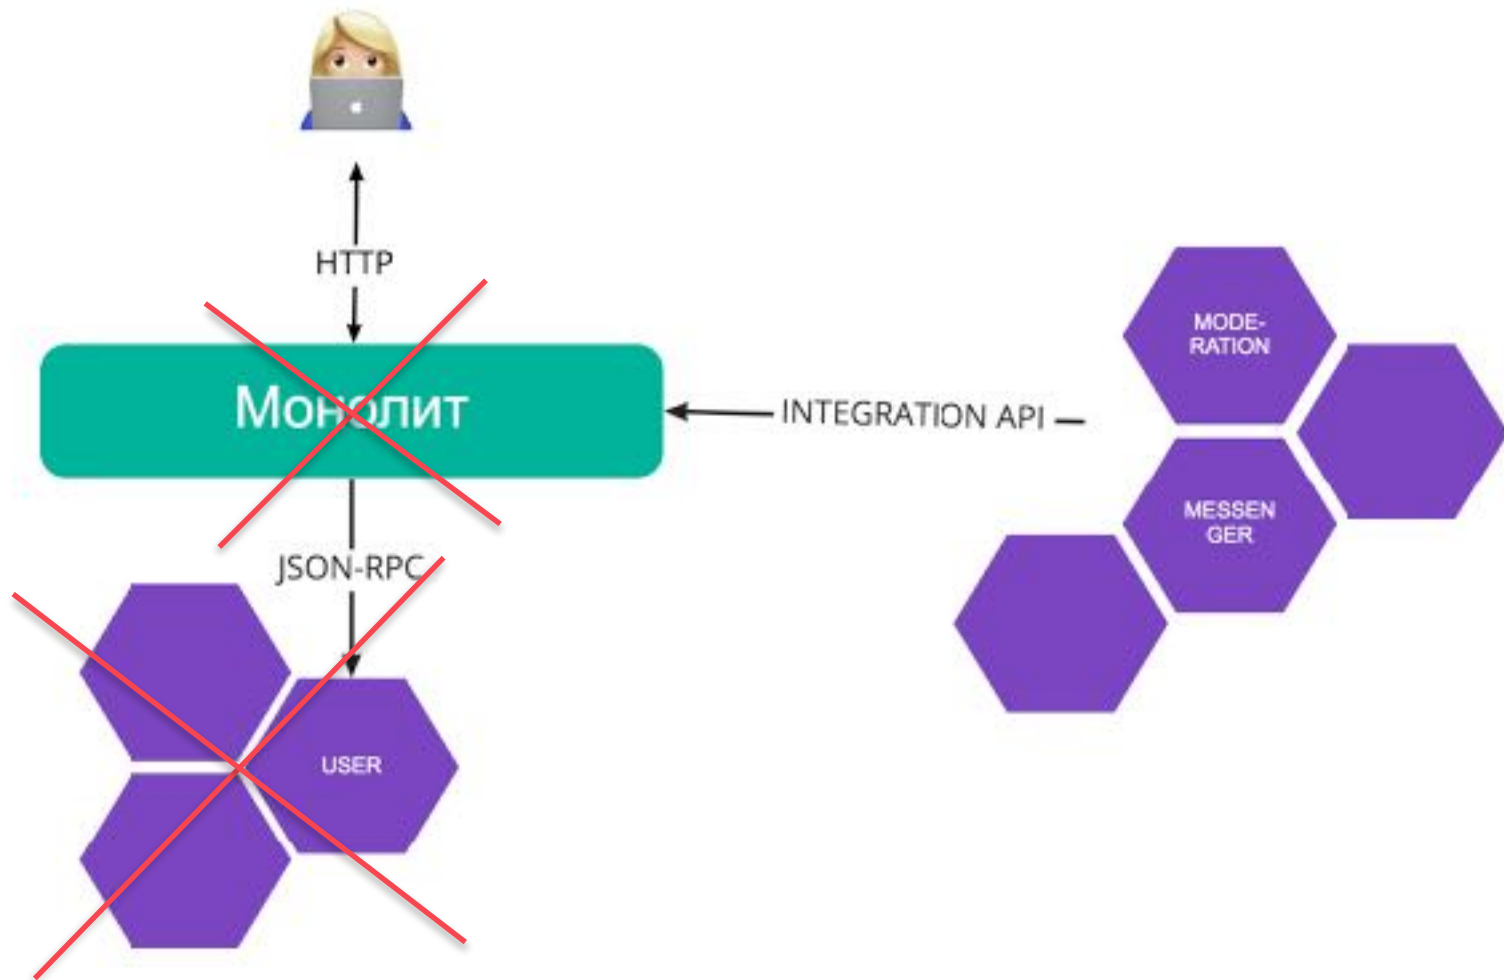 HTTP
Монолит
INTEGRATION API
MODE-
RATION
MESSEN
GER
JSON-RPC
USER